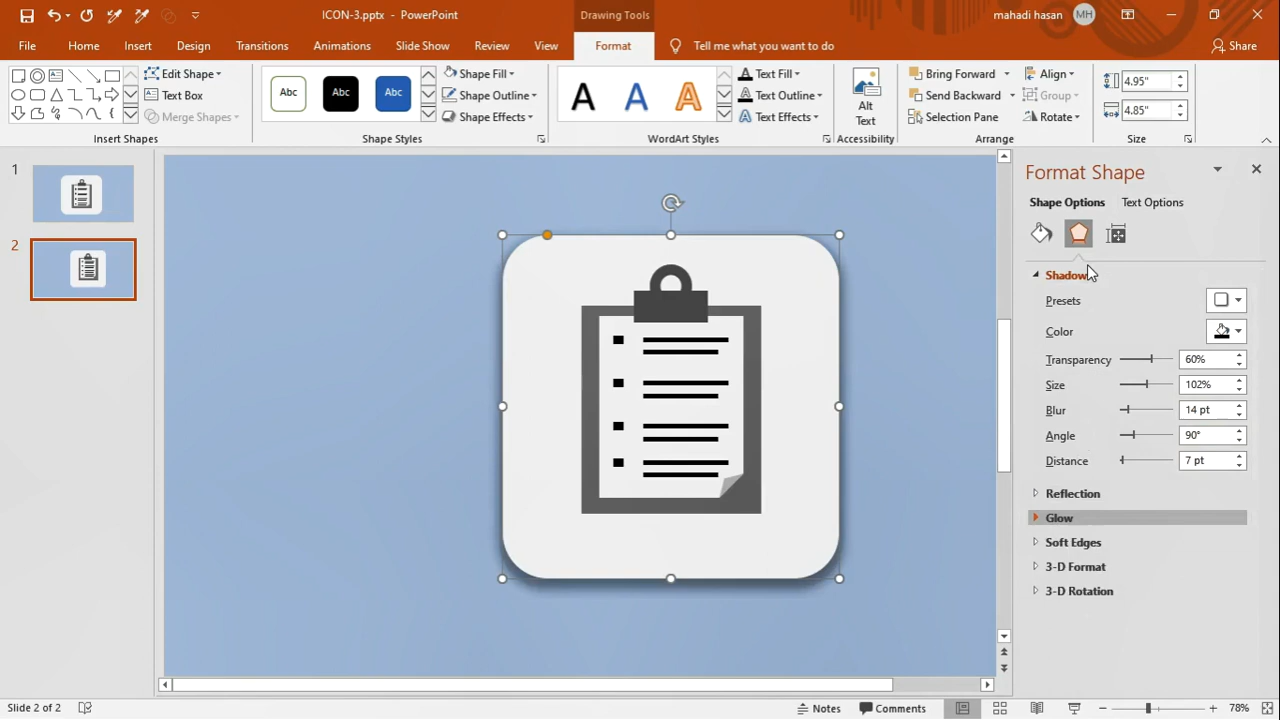 ICON-3.pptx - PowerPoint
Drawing Tools
mahadi hasan
MH
File
Home
Insert
Design
Transitions
Animations
Slide Show
Review
View
Format
Tell me what you want to do
Share
Edit Shape
Text Box
Merge Shapes
Insert Shapes
Abc
Abc
Abc
Shape Fill
Shape Outline
Shape Effects
Shape Styles
A
A
A
Text Fill
Text Outline
Text Effects
WordArt Styles
Alt
Text
Accessibility
Bring Forward
Send Backward
Selection Pane
Align
Group
Rotate
Arrange
4.95"
4.85"
Size
1
2
Format Shape
Shape Options
Text Options
Shadow
Presets
Color
Transparency
60%
Size
102%
Blur
14 pt
Angle
90°
Distance
7 pt
Reflection
Glow
Soft Edges
3-D Format
3-D Rotation
Slide 2 of 2
Notes
Comments
78%